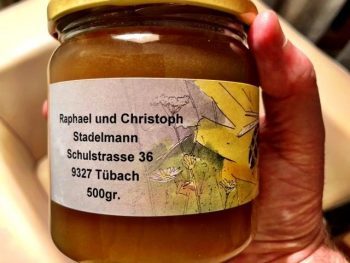 Raphael und Christoph
Stadelmann
Schulstrasse 36
9327 Tübach
500gr.